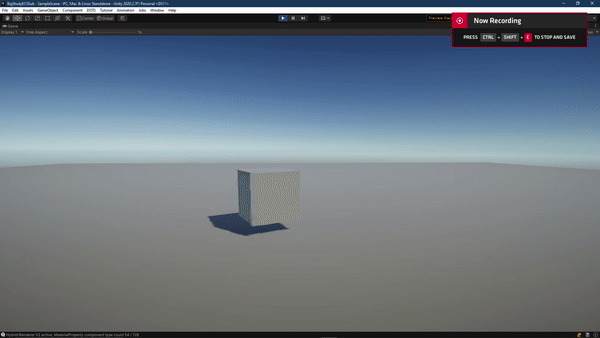 BigStudyECSlub - SampleScene - PC, Mac & Linux Standalone - Unity 2020.2.7f1 Personal <DX11>
File Edit Assets GameObject Component DOTS Tutorial Animation Jobs Window Help
Center Global
Game
Display 1 Free Aspect Scale 1x
Now Recording
PRESS CTRL + SHIFT + C TO STOP AND SAVE
Hybrid Renderer V2 active, MaterialProperty component type count 54 / 128